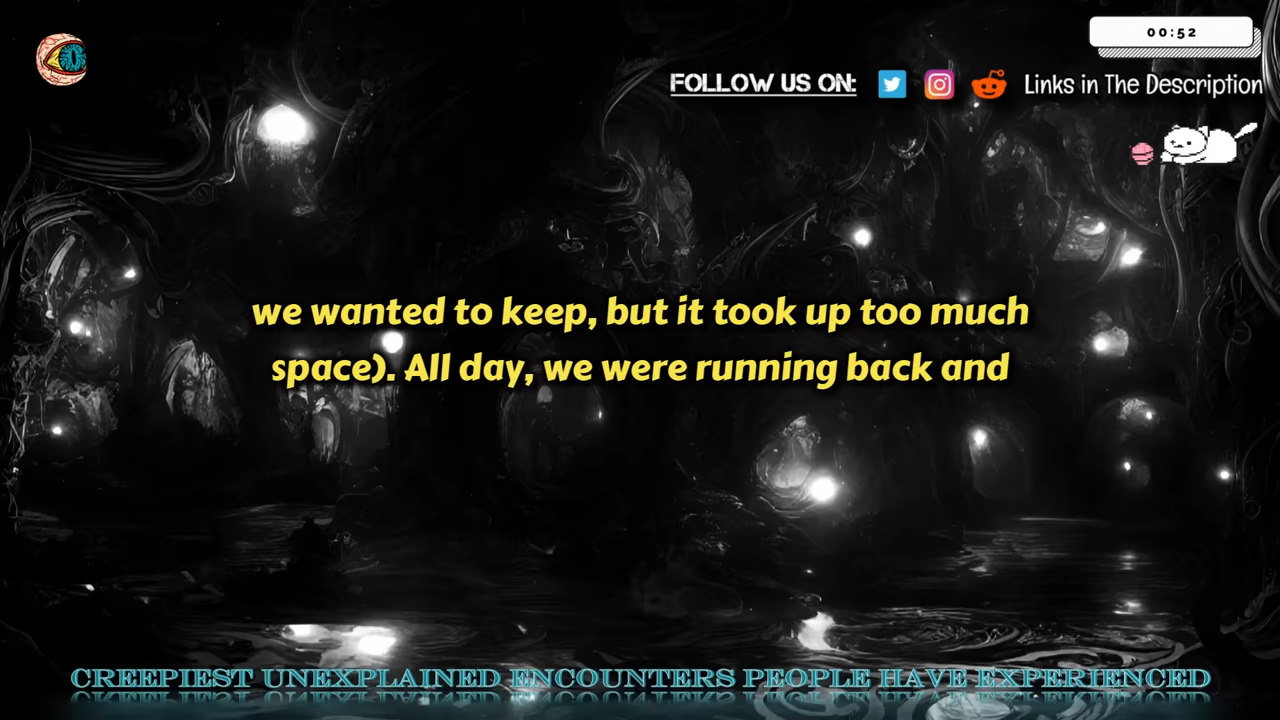 00:52
FOLLOW US ON: Links in The Description
we wanted to keep, but it took up too much
space). All day, we were running back and
CREEPIEST UNEXPLAINED ENCOUNTERS PEOPLE HAVE EXPERIENCED